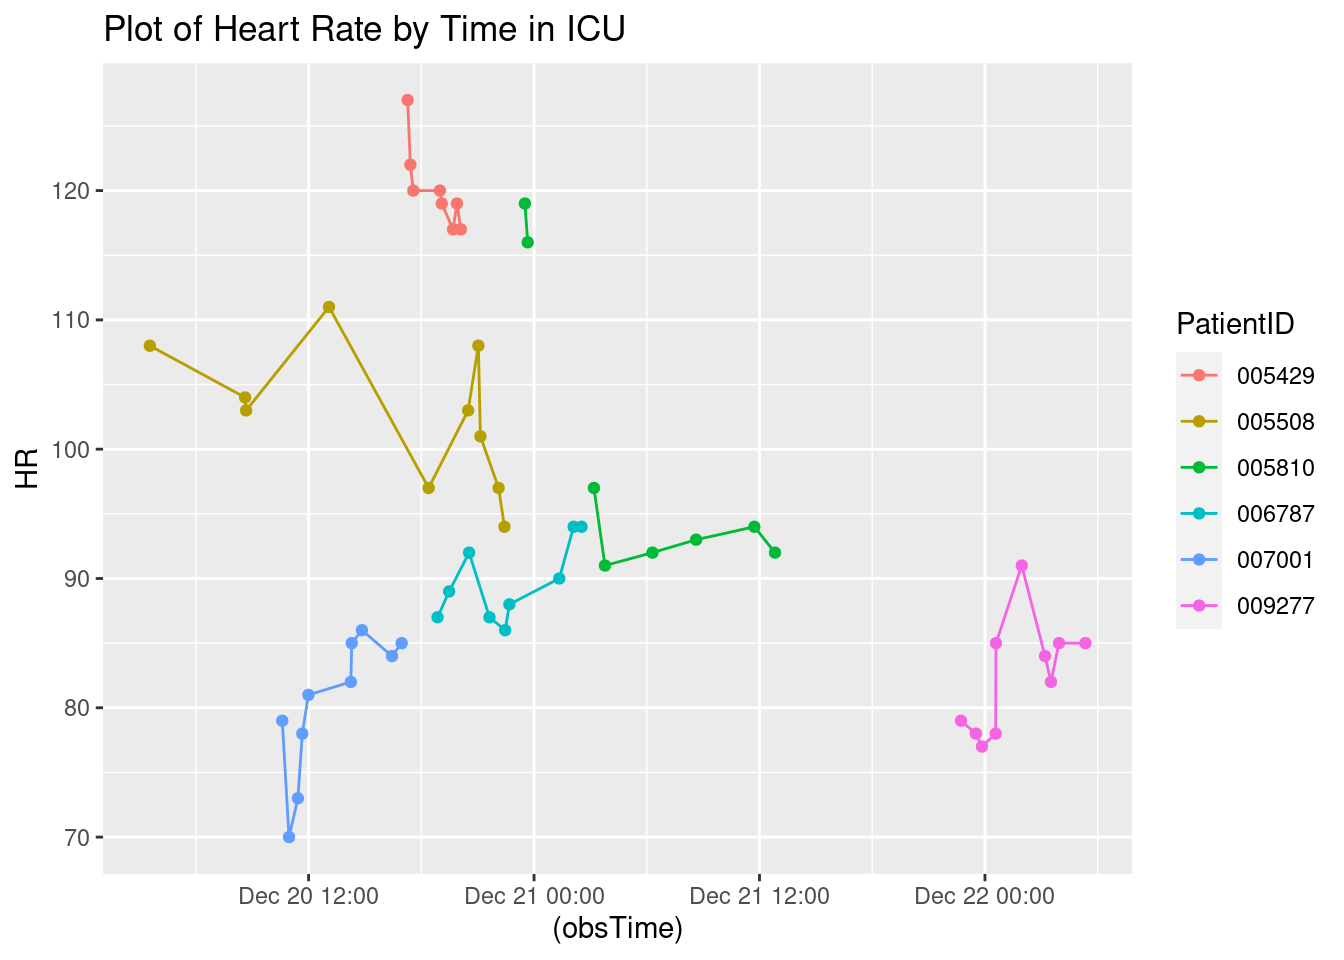 Plot of Heart Rate by Time in ICU
HR
120
110
100
90
80
70
Dec 20 12:00
Dec 21 00:00
Dec 21 12:00
Dec 22 00:00
(obsTime)
PatientID
005429
005508
005810
006787
007001
009277